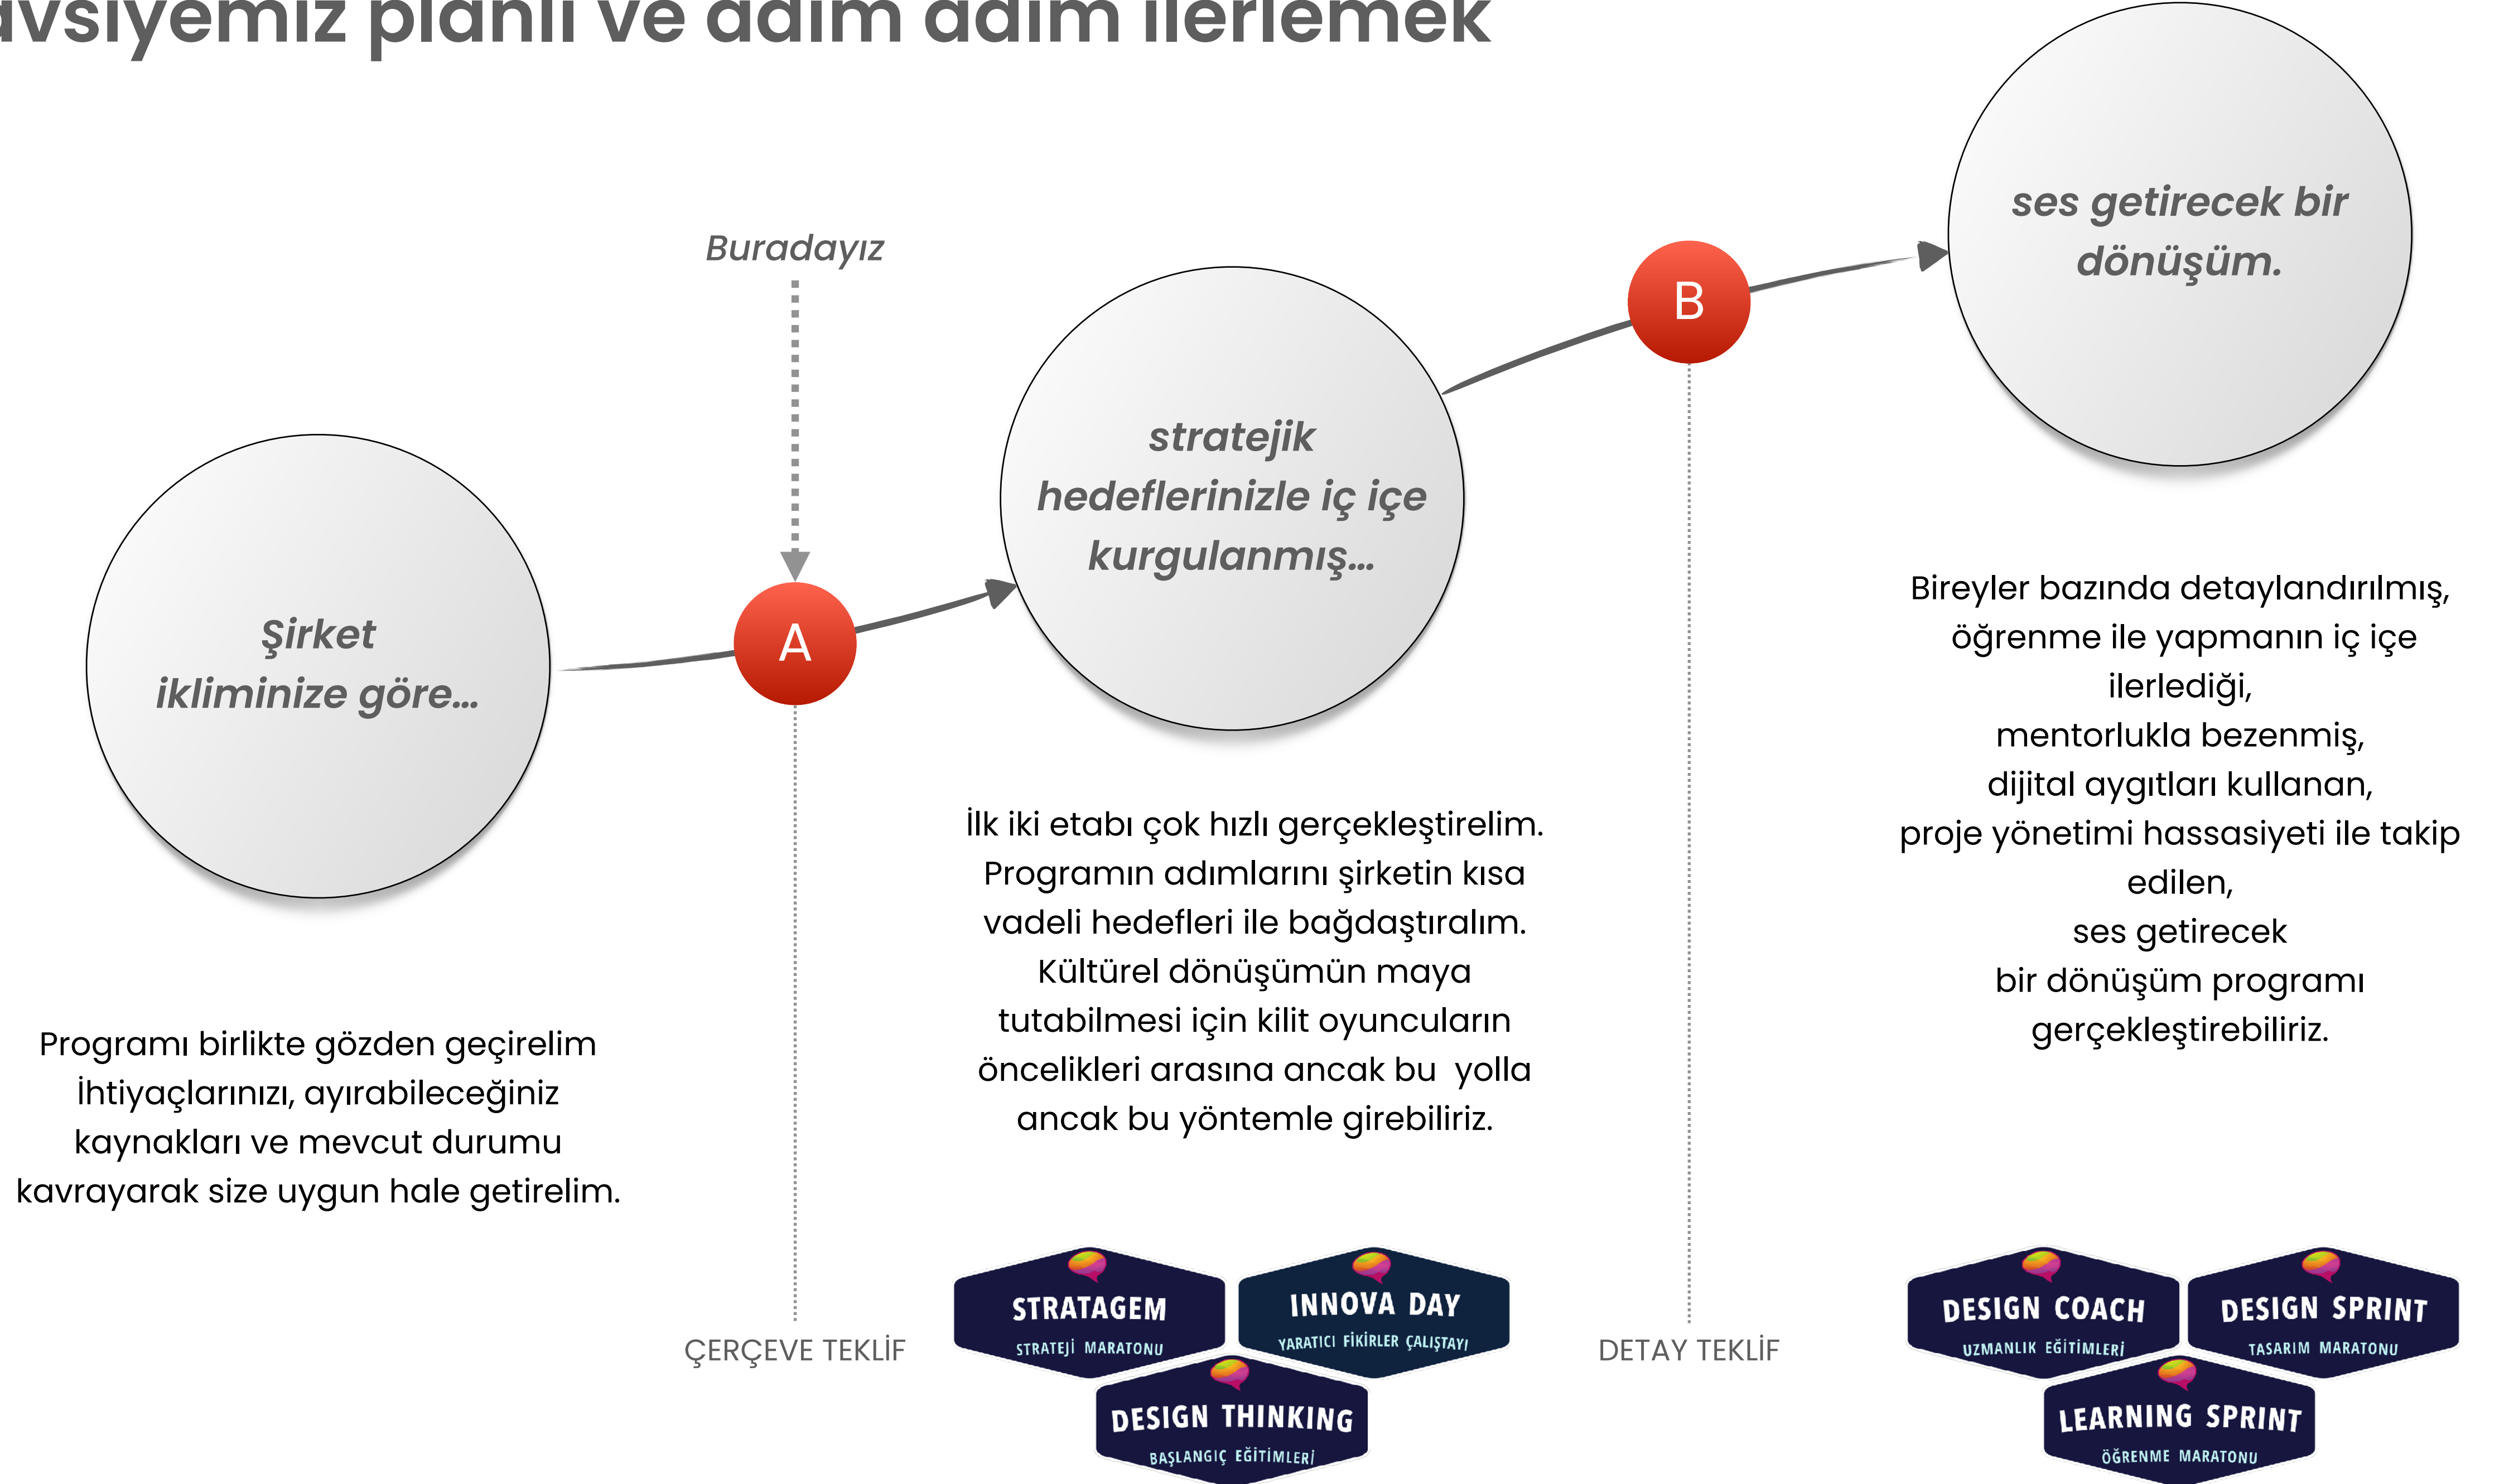 planlı ve adım adım ilerlemek
Buradayız
Şirket
ikliminize göre...
A
stratejik
hedeflerinizle iç içe
kurgulanmış...
B
ses getirecek bir
dönüşüm.
Programı birlikte gözden geçirelim
İhtiyaçlarınızı, ayırabileceğiniz
kaynakları ve mevcut durumu
kavrayarak size uygun hale getirelim.
ÇERÇEVE TEKLİF
İlk iki etabı çok hızlı gerçekleştirelim.
Programın adımlarını şirketin kısa
vadeli hedefleri ile bağdaştıralım.
Kültürel dönüşümün maya
tutabilmesi için kilit oyuncuların
öncelikleri arasına ancak bu  yolla
ancak bu yöntemle girebiliriz.
STRATAGEM
STRATEJİ MARATONU
INNOVA DAY
YARATICI FİKİRLER ÇALIŞTAYI
DESIGN THINKING
BAŞLANGIÇ EĞİTİMLERİ
DETAY TEKLİF
Bireyler bazında detaylandırılmış,
öğrenme ile yapmanın iç içe
ilerlediği,
mentorlukla bezenmiş,
dijital aygıtları kullanan,
proje yönetimi hassasiyeti ile takip
edilen,
ses getirecek
bir dönüşüm programı
gerçekleştirebiliriz.
DESIGN COACH
UZMANLIK EĞİTİMLERİ
DESIGN SPRINT
TASARIM MARATONU
LEARNING SPRINT
ÖĞRENME MARATONU